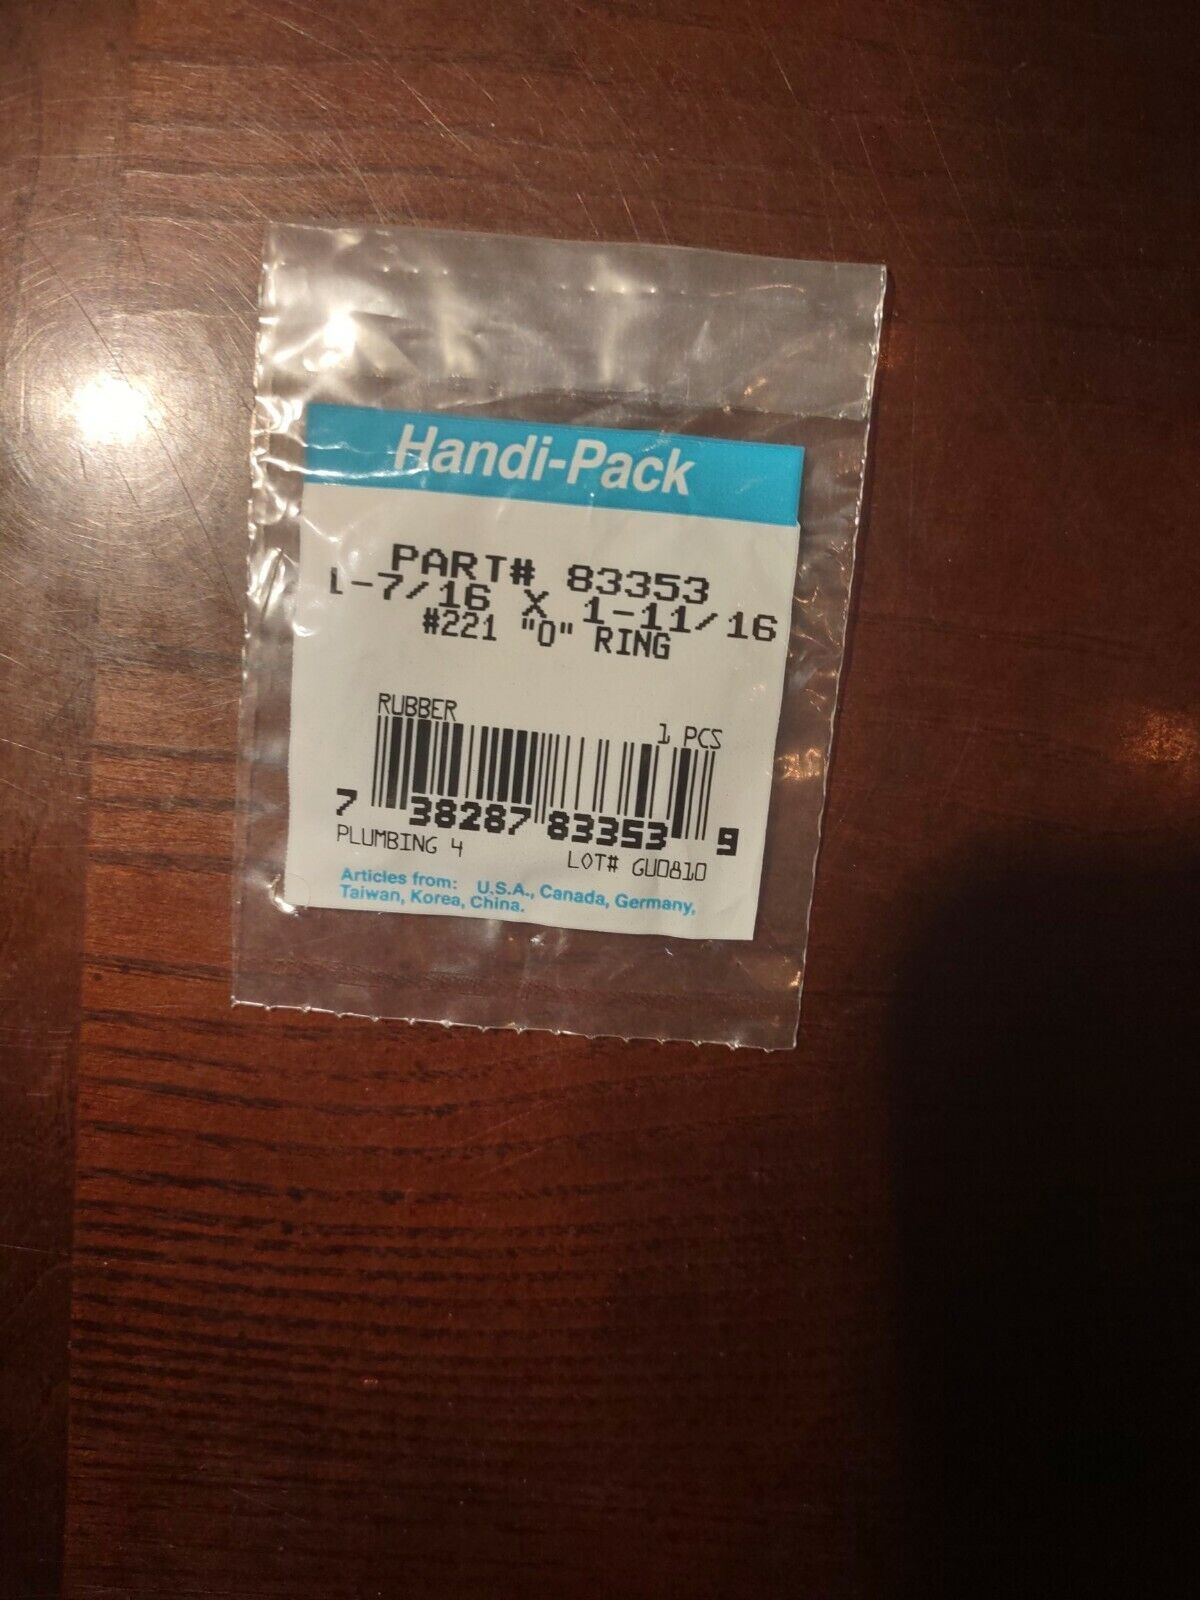 Handi-Pack
PART# 83353
1-7/16 X 1-11/16
#221 "O" RING
RUBBER
1 PCS
7 38287 83353 9
PLUMBING 4 LOT# GU0810
Articles from: U.S.A., Canada, Germany,
Taiwan, Korea, China.